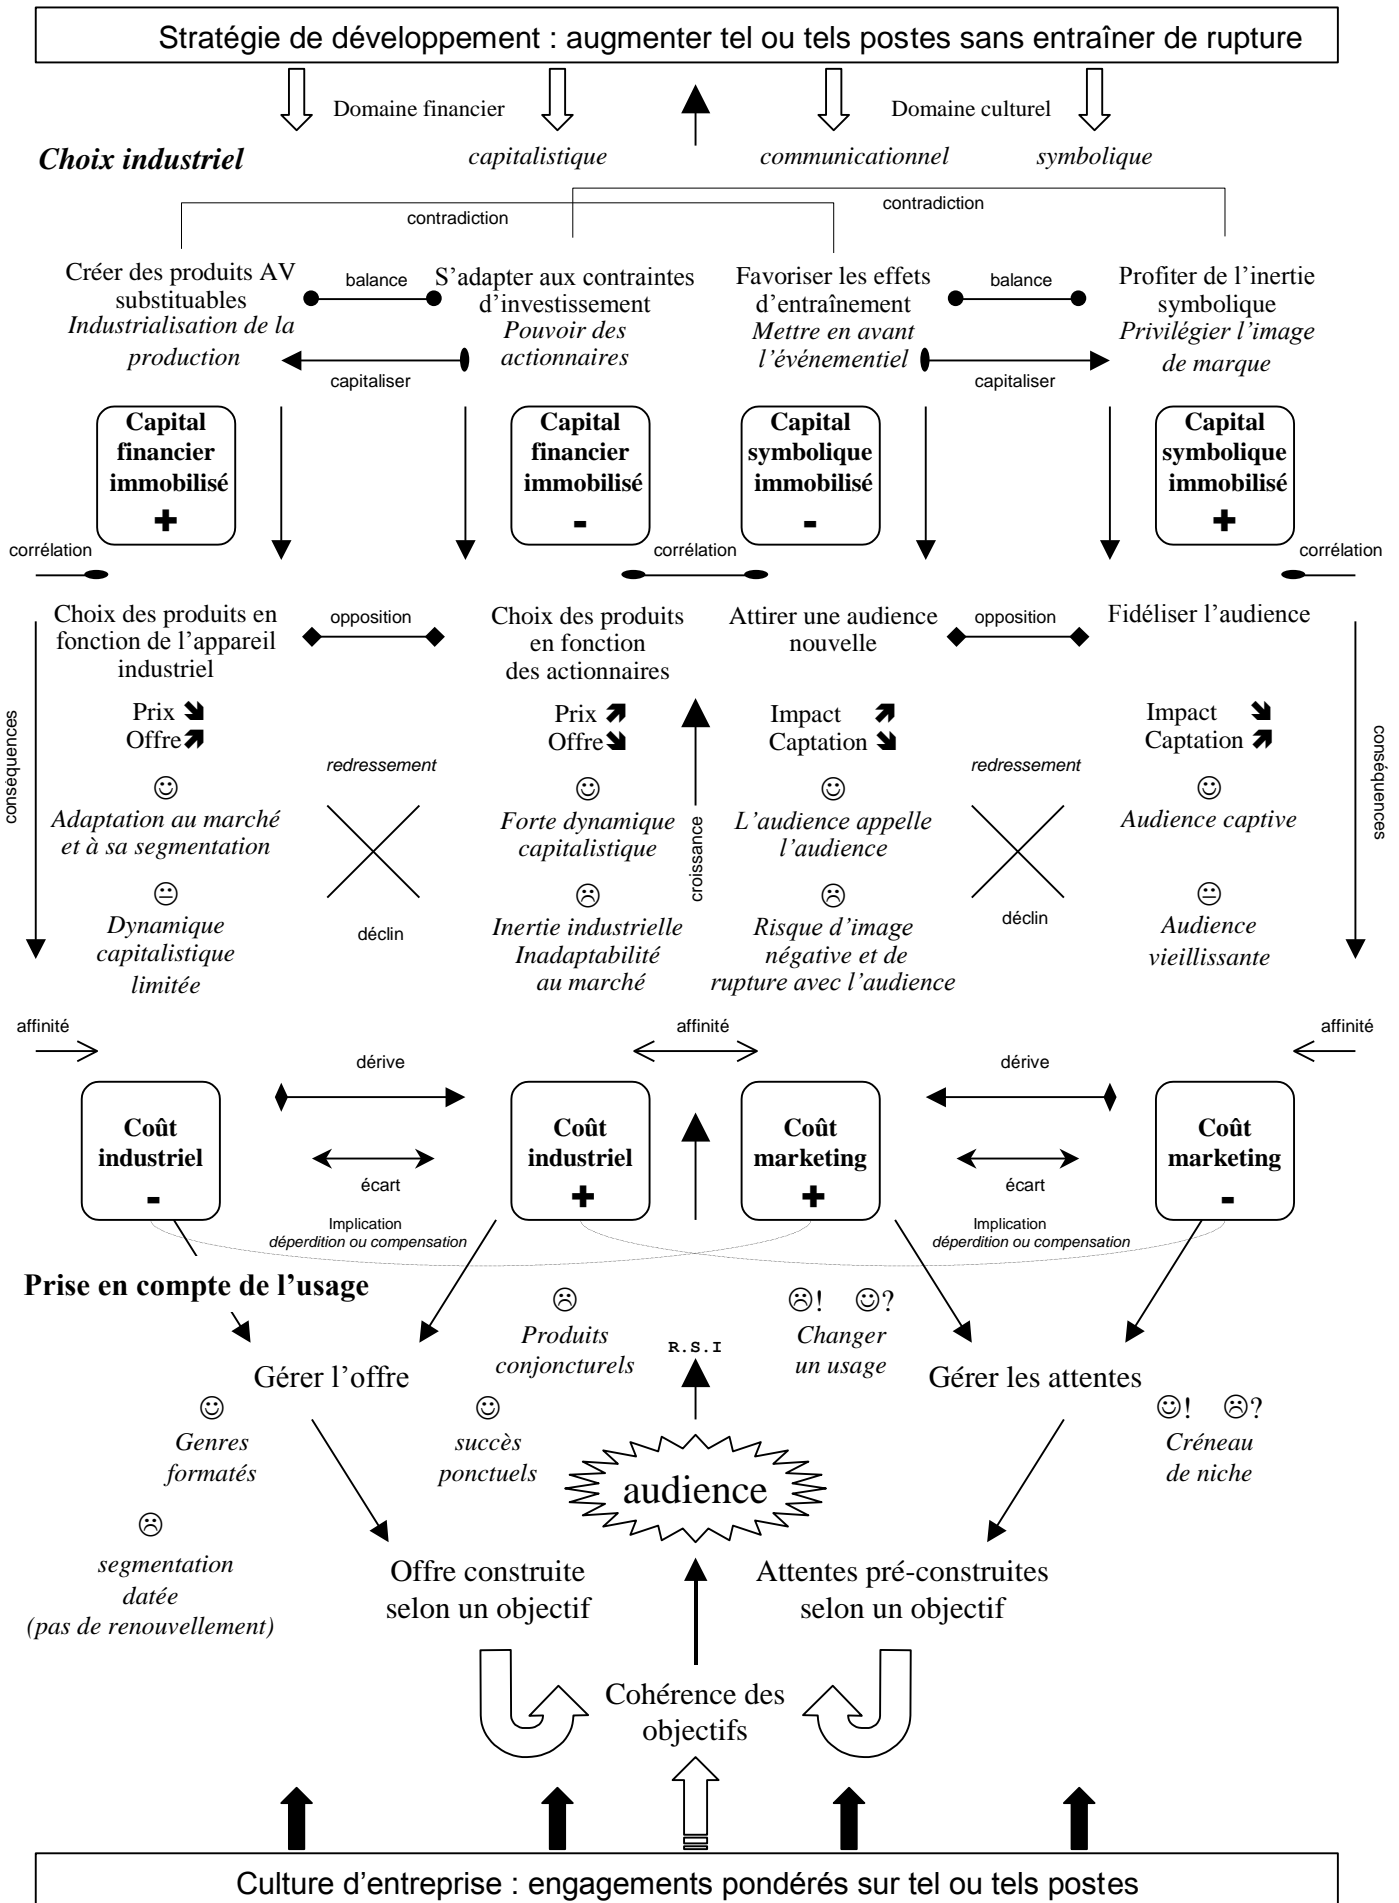 Stratégie de développement : augmenter tel ou tels postes sans entraîner de rupture
Domaine financier
Domaine culturel
Choix industriel
capitalistique
communicationnel
symbolique
contradiction
contradiction
Créer des produits AV
substituables
Industrialisation de la
production
balance
S’adapter aux contraintes
d’investissement
Pouvoir des
actionnaires
Favoriser les effets
d’entraînement
Mettre en avant
l’événementiel
balance
Profiter de l’inertie
symbolique
Privilégier l’image
de marque
capitaliser
capitaliser
Capital
financier
immobilisé
+
Capital
financier
immobilisé
-
Capital
symbolique
immobilisé
-
Capital
symbolique
immobilisé
+
corrélation
corrélation
corrélation
Choix des produits en
fonction de l’appareil
industriel
opposition
Choix des produits
en fonction
des actionnaires
Attirer une audience
nouvelle
opposition
Fidéliser l’audience
conséquences
Prix
Offre
Prix
Offre
Impact
Captation
Impact
Captation
conséquences
redressement
redressement
Adaptation au marché
et à sa segmentation
Forte dynamique
capitalistique
croissance
L’audience appelle
l’audience
Audience captive
Dynamique
capitalistique
limitée
déclin
Inertie industrielle
Inadaptabilité
au marché
Risque d’image
négative et de
rupture avec l’audience
déclin
Audience
vieillissante
affinité
affinité
affinité
dérive
dérive
Coût
industriel
-
Coût
industriel
+
Coût
marketing
+
Coût
marketing
-
écart
écart
Implication
déperdition ou compensation
Implication
déperdition ou compensation
Prise en compte de l’usage
Produits
conjoncturels
R.S.I
! ?
Changer
un usage
Gérer l’offre
Gérer les attentes
Genres
formatés
succès
ponctuels
audience
! ?
Créneau
de niche
segmentation
datée
(pas de renouvellement)
Offre construite
selon un objectif
Attentes pré-construites
selon un objectif
Cohérence des
objectifs
Culture d’entreprise : engagements pondérés sur tel ou tels postes